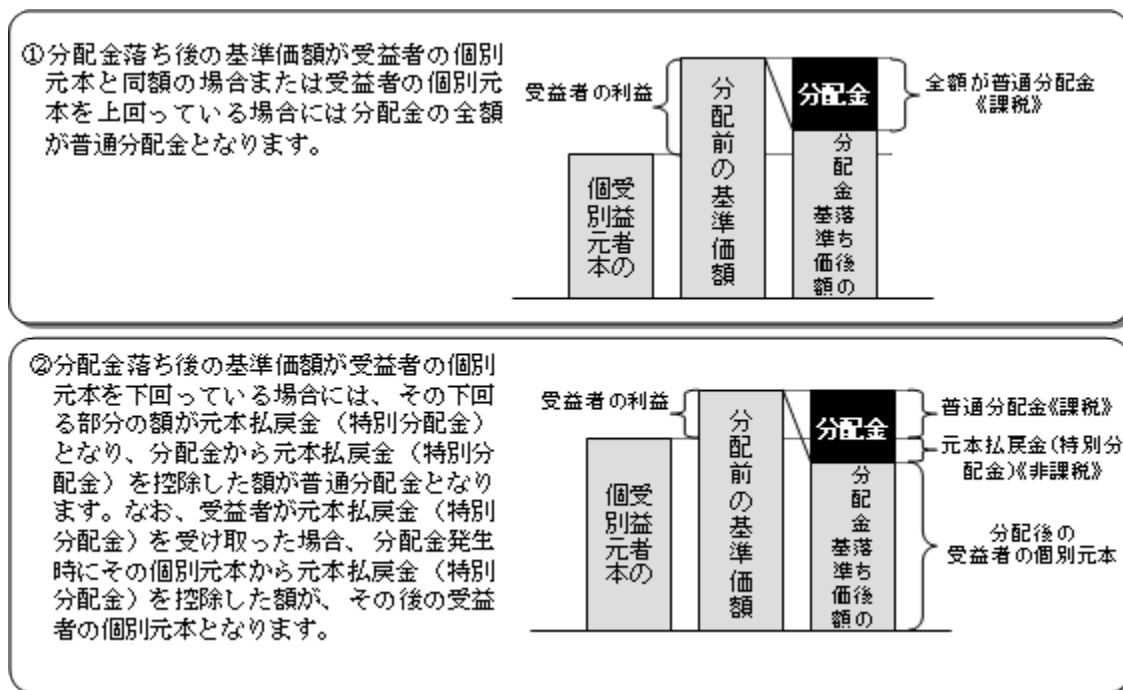 ①分配金落ち後の基準価額が受益者の個別
元本と同額の場合または受益者の個別元
本を上回っている場合には分配金の全額
が普通分配金となります。
受益者の利益
受益者の
個別元本
分配前の基準価額
分配金
分配金落ち後の
基準価額
全額が普通分配金
《課税》
②分配金落ち後の基準価額が受益者の個別
元本を下回っている場合には、その下回
る部分の額が元本払戻金（特別分配金）
となり、分配金から元本払戻金（特別分
配金）を控除した額が普通分配金となり
ます。なお、受益者が元本払戻金（特別
分配金）を受け取った場合、分配金発生
時にその個別元本から元本払戻金（特別
分配金）を控除した額が、その後の受益
者の個別元本となります。
受益者の利益
受益者の
個別元本
分配前の基準価額
分配金
分配金落ち後の
基準価額
普通分配金《課税》
元本払戻金(特別分
配金)《非課税》
分配後の
受益者の個別元本